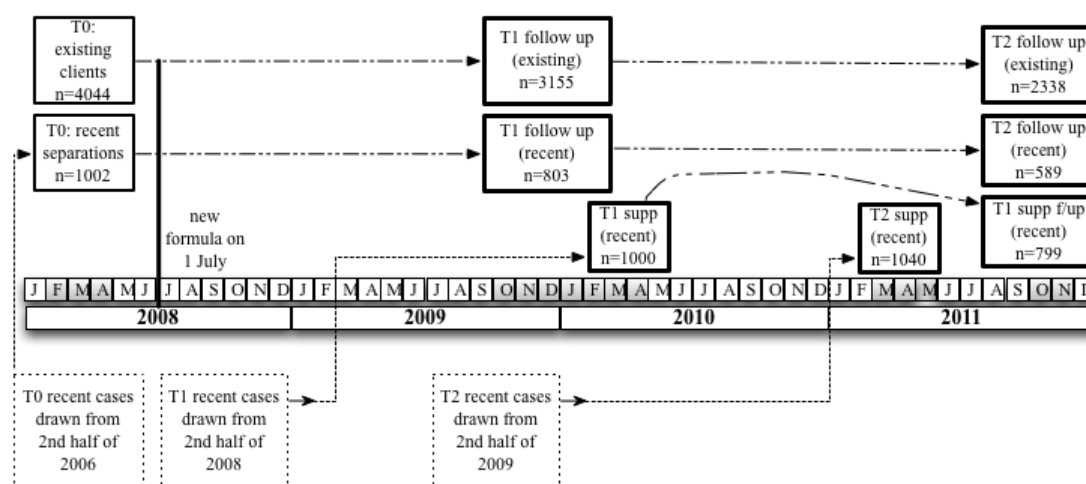 T0:
existing
clients
n=4044
T1 follow up
(existing)
n=3155
T2 follow up
(existing)
n=2338
T0: recent
separations
n=1002
T1 follow up
(recent)
n=803
T2 follow up
(recent)
n=589
new
formula on
1 July
T1 supp
(recent)
n=1000
T2 supp
(recent)
n=1040
T1 supp f/up
(recent)
n=799
J F M A M J J A S O N D J F M A M J J A S O N D J F M A M J J A S O N D J F M A M J J A S O N D
2008 2009 2010 2011
T0 recent cases
drawn from
2nd half of
2006
T1 recent cases
drawn from
2nd half of
2008
T2 recent cases
drawn from
2nd half of
2009